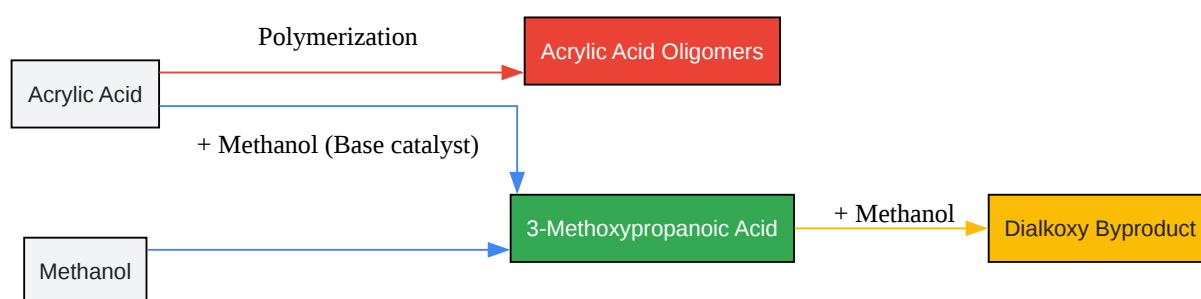 Polymerization
Acrylic Acid Oligomers
Acrylic Acid
+ Methanol (Base catalyst)
3-Methoxypropanoic Acid
+ Methanol
Dialkoxy Byproduct
Methanol